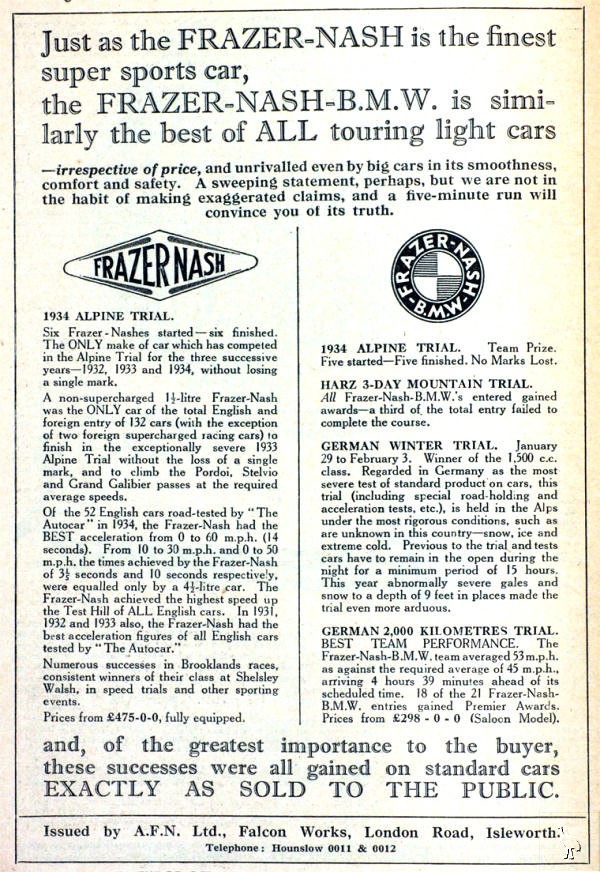 Just as the FRAZER-NASH is the finest
super sports car,
the FRAZER-NASH-B.M.W. is simi-
larly the best of ALL touring light cars
—irrespective of price, and unrivalled even by big cars in its smoothness,
comfort and safety. A sweeping statement, perhaps, but we are not in
the habit of making exaggerated claims, and a five-minute run will
convince you of its truth.
FRAZER NASH
1934 ALPINE TRIAL.
Six Frazer-Nashes started—six finished.
The ONLY make of car which has competed
in the Alpine Trial for the three successive
years—1932, 1933 and 1934, without losing
a single mark.
A non-supercharged 1½-litre Frazer-Nash
was the ONLY car of the total English and
foreign entry of 132 cars (with the exception
of two foreign supercharged racing cars) to
finish in the exceptionally severe 1933
Alpine Trial without the loss of a single
mark, and to climb the Pordoi, Stelvio
and Grand Galibier passes at the required
average speeds.
Of the 52 English cars road-tested by "The
Autocar" in 1934, the Frazer-Nash had the
BEST acceleration from 0 to 60 m.p.h. (14
seconds). From 10 to 30 m.p.h. and 0 to 50
m.p.h. the times achieved by the Frazer-Nash
of 3½ seconds and 10 seconds respectively,
were equalled only by a 4½-litre car. The
Frazer-Nash achieved the highest speed up
the Test Hill of ALL English cars. In 1931,
1932 and 1933 also, the Frazer-Nash had the
best acceleration figures of all English cars
tested by "The Autocar."
Numerous successes in Brooklands races,
consistent winners of their class at Shelsley
Walsh, in speed trials and other sporting
events.
Prices from £475-0-0, fully equipped.
FRAZER-NASH-B.M.W.
1934 ALPINE TRIAL. Team Prize.
Five started—Five finished. No Marks Lost.
HARZ 3-DAY MOUNTAIN TRIAL.
All Frazer-Nash-B.M.W.'s entered gained
awards—a third of the total entry failed to
complete the course.
GERMAN WINTER TRIAL. January
29 to February 3. Winner of the 1,500 c.c.
class. Regarded in Germany as the most
severe test of standard production cars, this
trial (including special road-holding and
acceleration tests, etc.), is held in the Alps
under the most rigorous conditions, such as
are unknown in this country—snow, ice and
extreme cold. Previous to the trial and tests
cars have to remain in the open during the
night for a minimum period of 15 hours.
This year abnormally severe gales and
snow to a depth of 9 feet in places made the
trial even more arduous.
GERMAN 2,000 KILOMETRES TRIAL.
BEST TEAM PERFORMANCE. The
Frazer-Nash-B.M.W. team averaged 53 m.p.h.
as against the required average of 45 m.p.h.,
arriving 4 hours 39 minutes ahead of its
scheduled time. 18 of the 21 Frazer-Nash-
B.M.W. entries gained Premier Awards.
Prices from £298-0-0 (Saloon Model).
and, of the greatest importance to the buyer,
these successes were all gained on standard cars
EXACTLY AS SOLD TO THE PUBLIC.
Issued by A.F.N. Ltd., Falcon Works, London Road, Isleworth.
Telephone: Hounslow 0011 & 0012